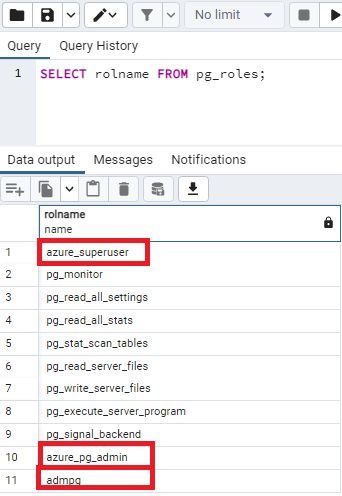 No limit
Query Query History
1 SELECT rolname FROM pg_roles;
Data output Messages Notifications
rolname
name
1 azure_superuser
2 pg_monitor
3 pg_read_all_settings
4 pg_read_all_stats
5 pg_stat_scan_tables
6 pg_read_server_files
7 pg_write_server_files
8 pg_execute_server_program
9 pg_signal_backend
10 azure_pg_admin
11 admpg